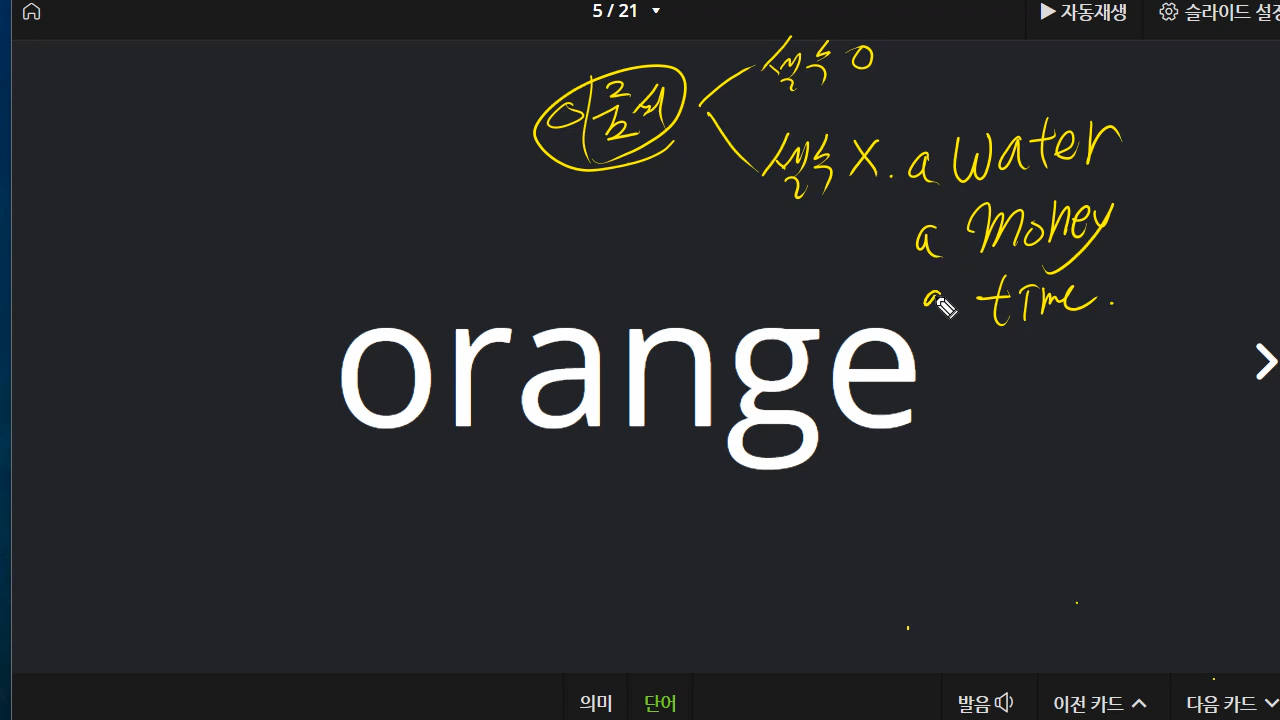 5 / 21
자동재생
슬라이드 설정
이름씨
셀수 O
셀수 X. a water
a money
a time.
orange
의미
단어
발음
이전 카드
다음 카드